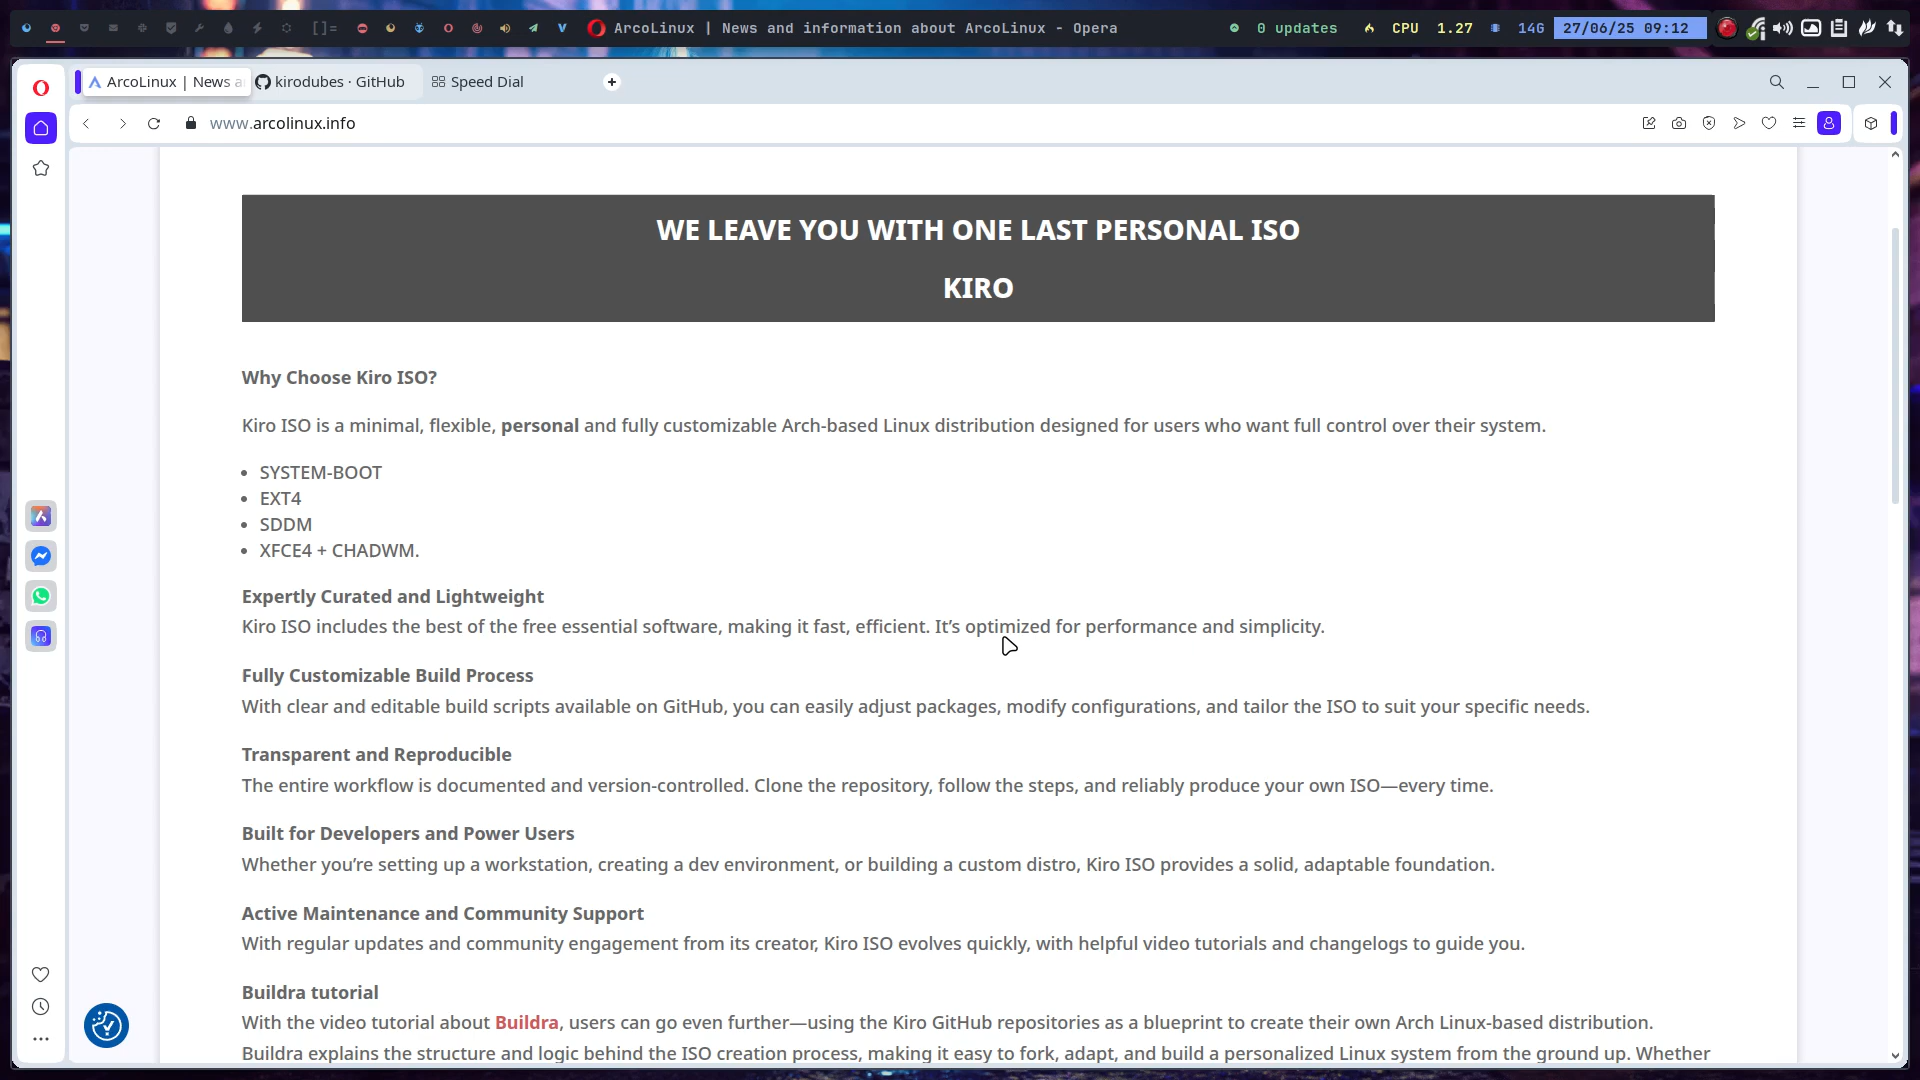 []=
ArcoLinux | News and information about ArcoLinux - Opera
0 updates
CPU 1.27
14G
27/06/25 09:12
ArcoLinux | News a
kirodubes · GitHub
Speed Dial
www.arcolinux.info
WE LEAVE YOU WITH ONE LAST PERSONAL ISO
KIRO
Why Choose Kiro ISO?
Kiro ISO is a minimal, flexible, personal and fully customizable Arch-based Linux distribution designed for users who want full control over their system.
• SYSTEM-BOOT
• EXT4
• SDDM
• XFCE4 + CHADWM.
Expertly Curated and Lightweight
Kiro ISO includes the best of the free essential software, making it fast, efficient. It’s optimized for performance and simplicity.
Fully Customizable Build Process
With clear and editable build scripts available on GitHub, you can easily adjust packages, modify configurations, and tailor the ISO to suit your specific needs.
Transparent and Reproducible
The entire workflow is documented and version-controlled. Clone the repository, follow the steps, and reliably produce your own ISO—every time.
Built for Developers and Power Users
Whether you’re setting up a workstation, creating a dev environment, or building a custom distro, Kiro ISO provides a solid, adaptable foundation.
Active Maintenance and Community Support
With regular updates and community engagement from its creator, Kiro ISO evolves quickly, with helpful video tutorials and changelogs to guide you.
Buildra tutorial
With the video tutorial about Buildra, users can go even further—using the Kiro GitHub repositories as a blueprint to create their own Arch Linux-based distribution.
Buildra explains the structure and logic behind the ISO creation process, making it easy to fork, adapt, and build a personalized Linux system from the ground up. Whether